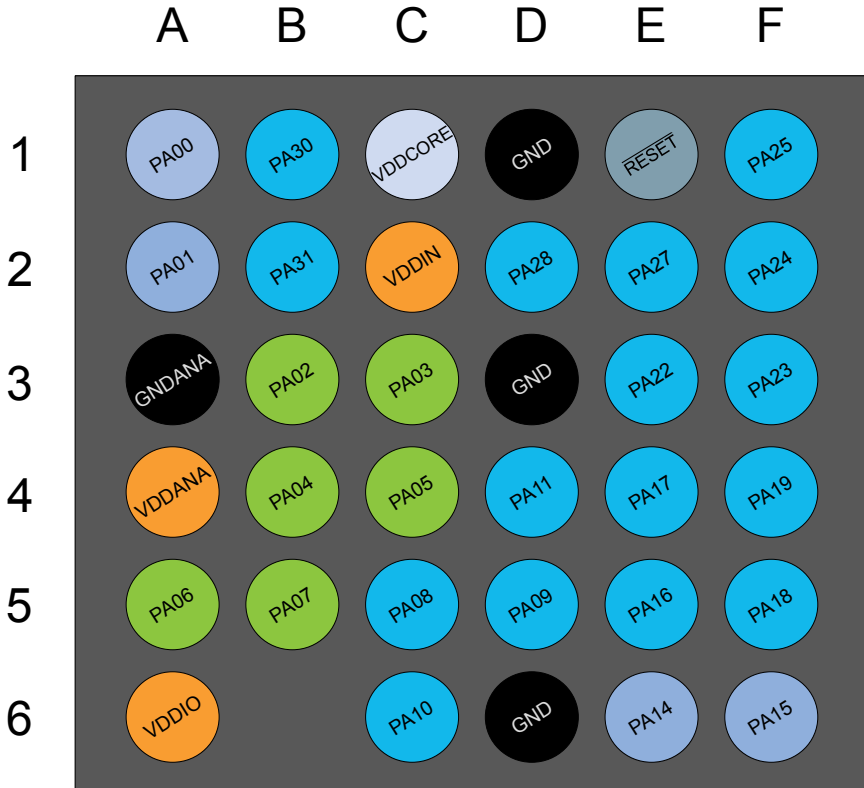 A B C D E F
1 PA00 PA30 VDDCORE GND RESET PA25
2 PA01 PA31 VDDIN PA28 PA27 PA24
3 GNDANA PA02 PA03 GND PA22 PA23
4 VDDANA PA04 PA05 PA11 PA17 PA19
5 PA06 PA07 PA08 PA09 PA16 PA18
6 VDDIO PA10 GND PA14 PA15